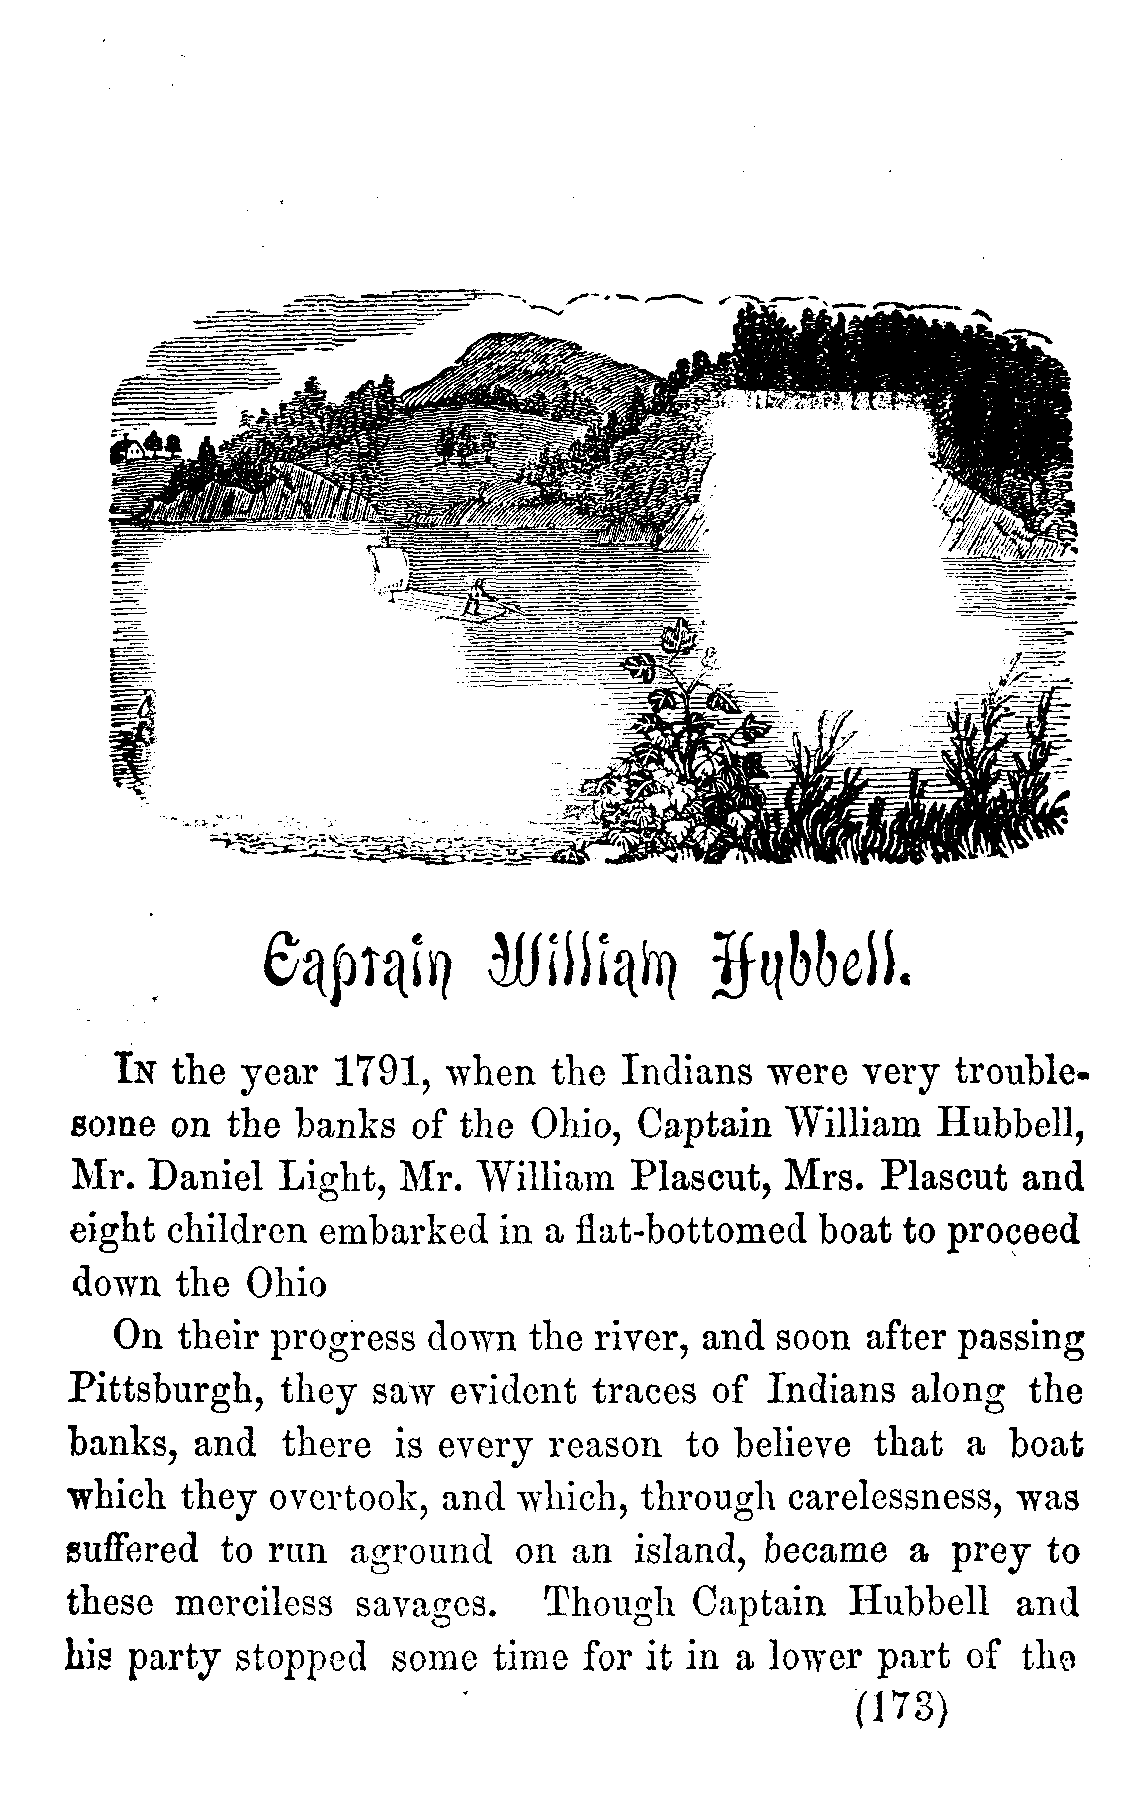 Captain William Hubbell.
In the year 1791, when the Indians were very trouble-
some on the banks of the Ohio, Captain William Hubbell,
Mr. Daniel Light, Mr. William Plascut, Mrs. Plascut and
eight children embarked in a flat-bottomed boat to proceed
down the Ohio
On their progress down the river, and soon after passing
Pittsburgh, they saw evident traces of Indians along the
banks, and there is every reason to believe that a boat
which they overtook, and which, through carelessness, was
suffered to run aground on an island, became a prey to
these merciless savages. Though Captain Hubbell and
his party stopped some time for it in a lower part of the
(173)